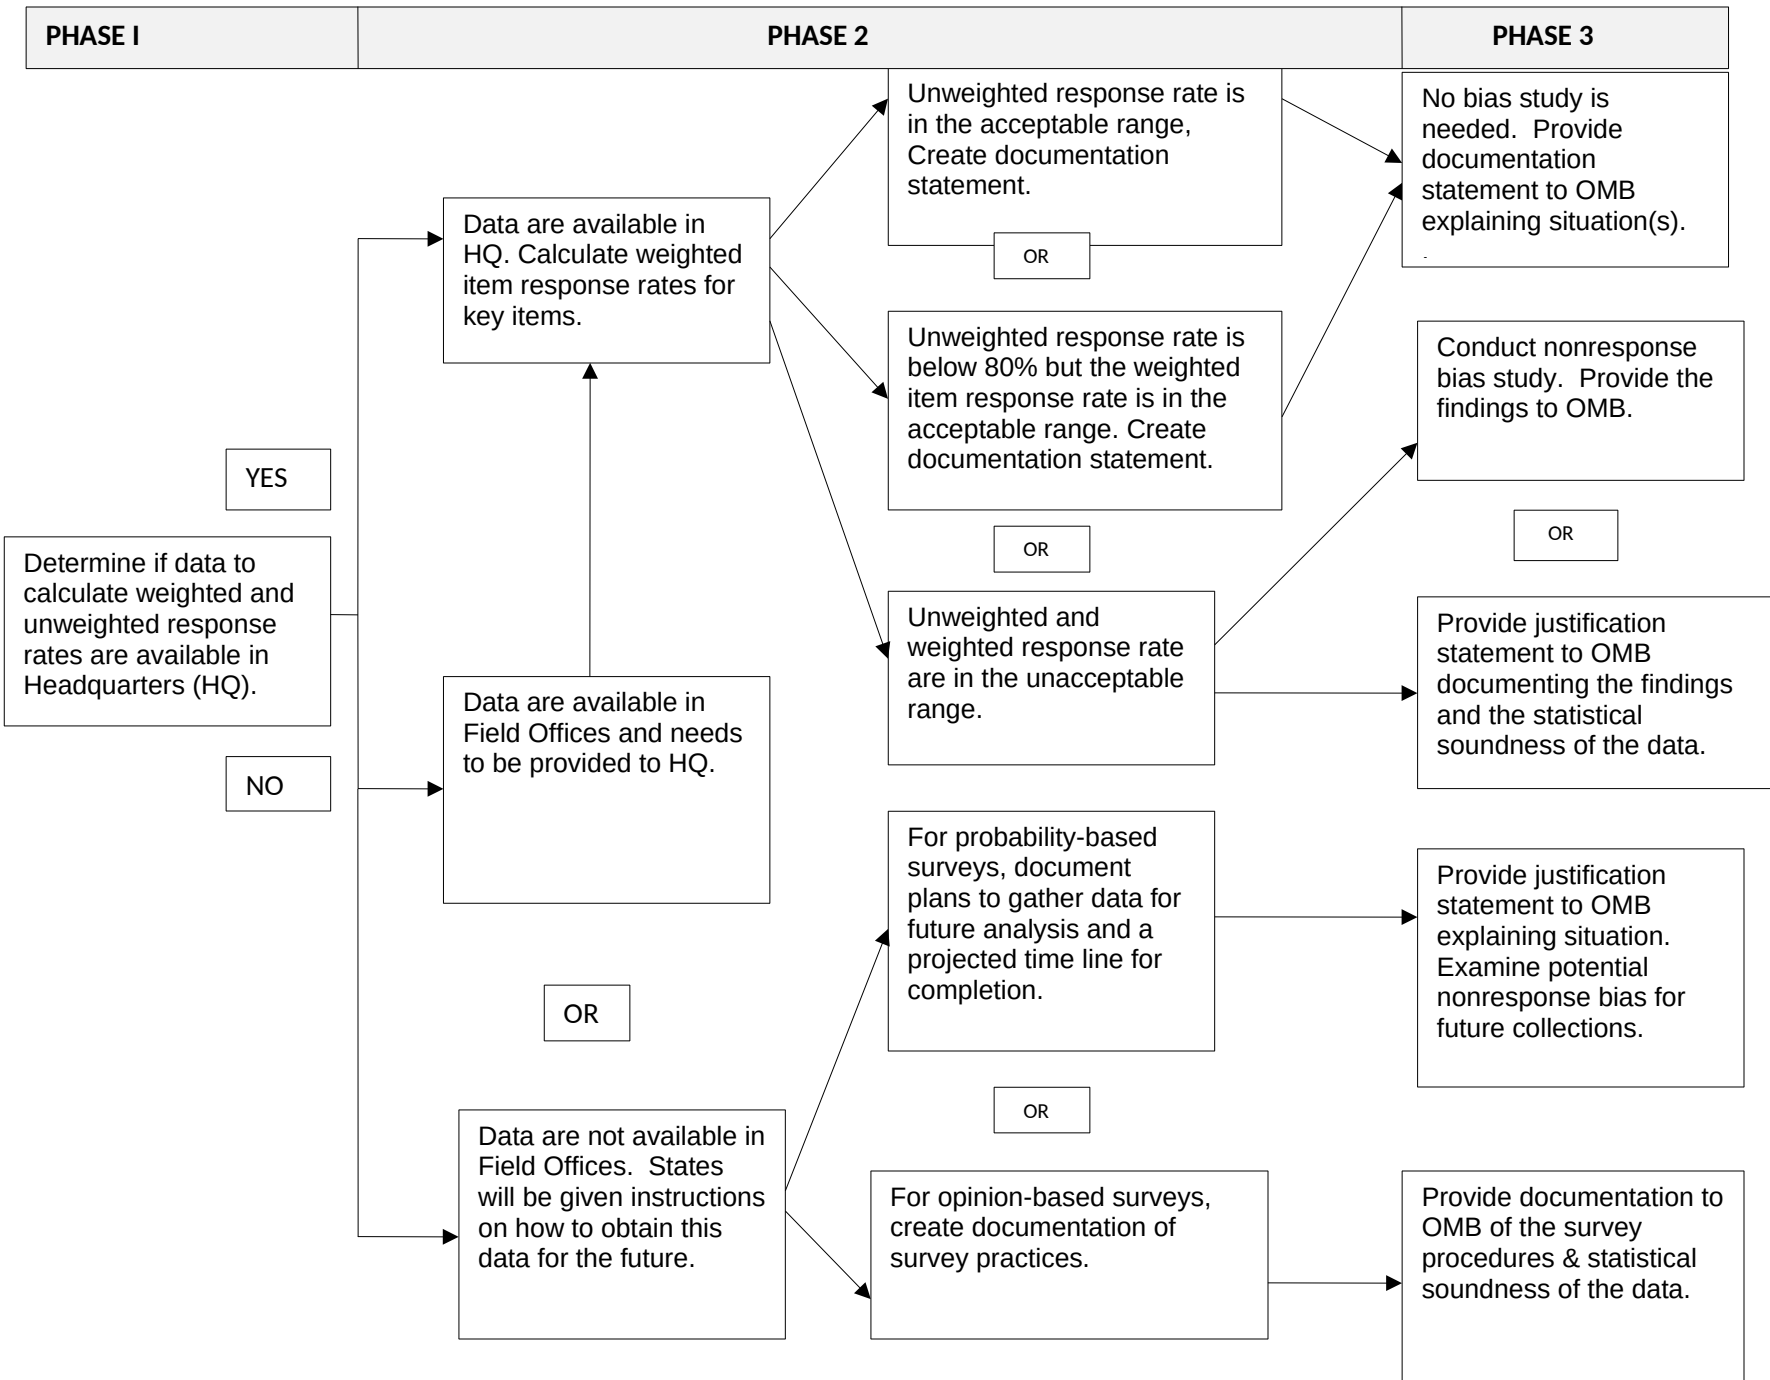 PHASE I
PHASE 2
PHASE 3
Determine if data to
calculate weighted and
unweighted response
rates are available in
Headquarters (HQ).
YES
NO
Data are available in
HQ. Calculate weighted
item response rates for
key items.
Data are available in
Field Offices and needs
to be provided to HQ.
OR
Data are not available in
Field Offices.  States
will be given instructions
on how to obtain this
data for the future.
Unweighted response rate is
in the acceptable range,
Create documentation
statement.
OR
Unweighted response rate is
below 80% but the weighted
item response rate is in the
acceptable range. Create
documentation statement.
OR
Unweighted and
weighted response rate
are in the unacceptable
range.
For probability-based
surveys, document
plans to gather data for
future analysis and a
projected time line for
completion.
OR
For opinion-based surveys,
create documentation of
survey practices.
No bias study is
needed.  Provide
documentation
statement to OMB
explaining situation(s).
.
Conduct nonresponse
bias study.  Provide the
findings to OMB.
OR
Provide justification
statement to OMB
documenting the findings
and the statistical
soundness of the data.
Provide justification
statement to OMB
explaining situation.
Examine potential
nonresponse bias for
future collections.
Provide documentation to
OMB of the survey
procedures & statistical
soundness of the data.